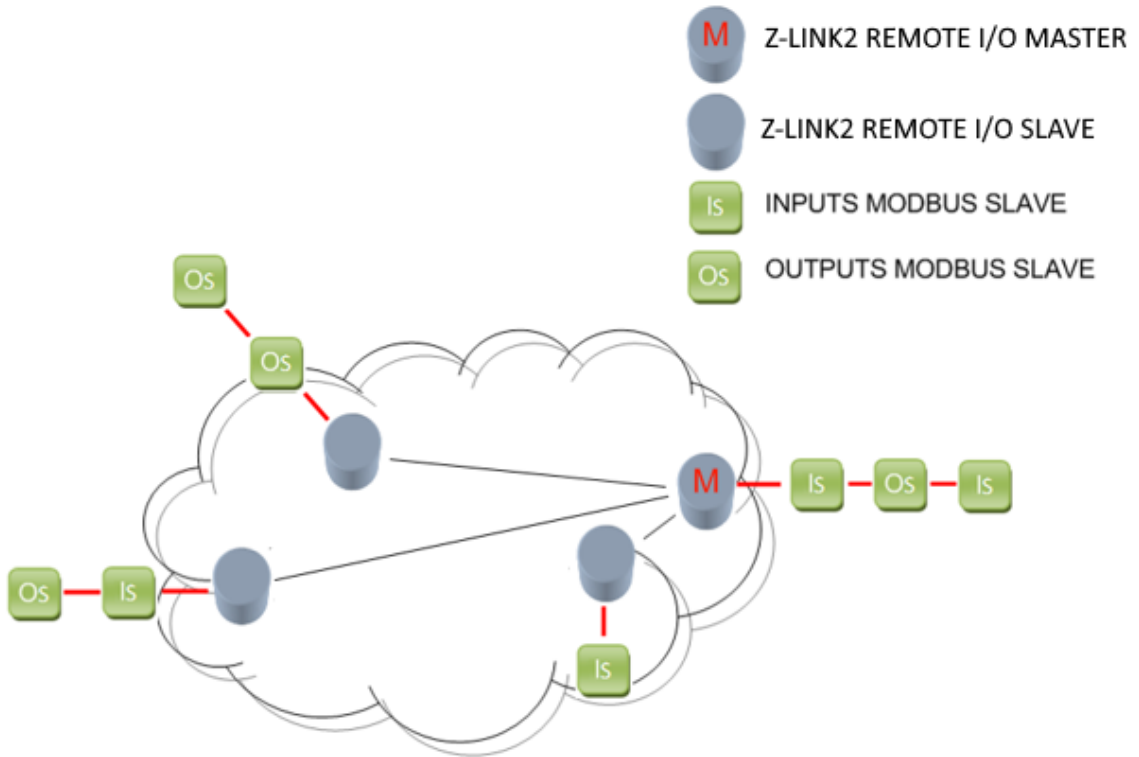 M Z-LINK2 REMOTE I/O MASTER
Z-LINK2 REMOTE I/O SLAVE
Is INPUTS MODBUS SLAVE
Os OUTPUTS MODBUS SLAVE
Os
Os
M Is Os Is
Os Is
Is